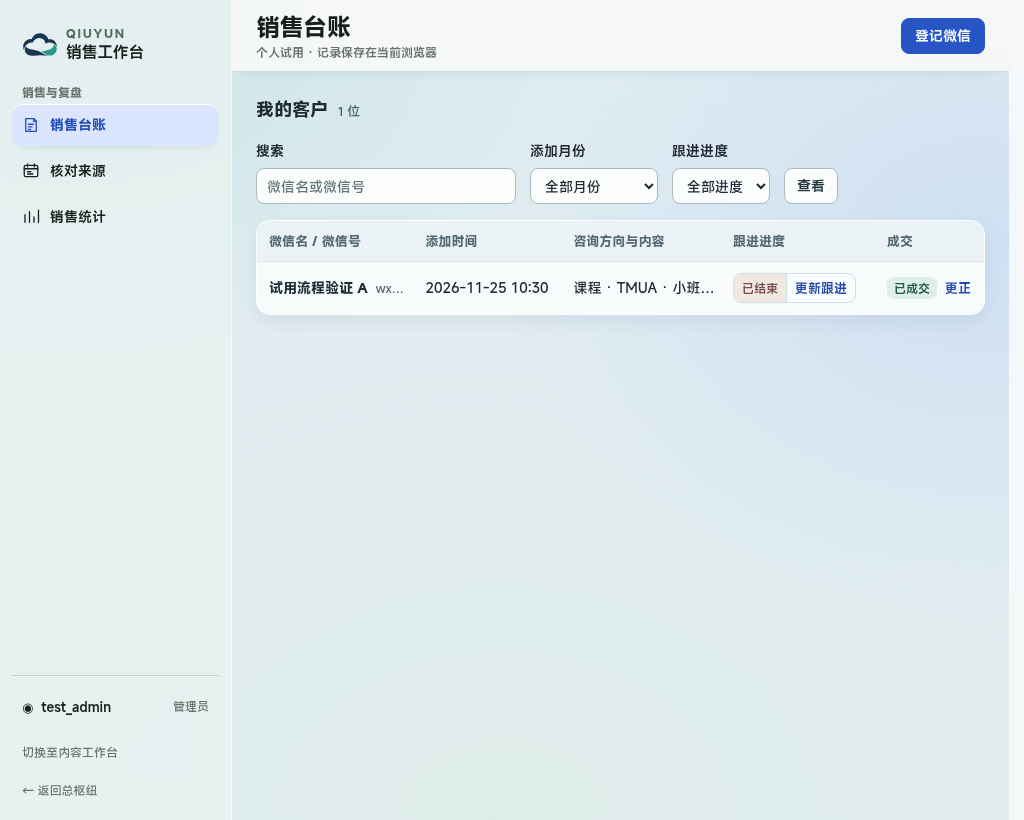 QIUYUN
销售工作台
销售与复盘
销售台账
核对来源
销售统计
◉ test_admin 管理员
切换至内容工作台
← 返回总枢纽
销售台账
个人试用 · 记录保存在当前浏览器
登记微信
我的客户 1 位
搜索 添加月份 跟进进度
微信名或微信号 全部月份 全部进度 查看
微信名 / 微信号 添加时间 咨询方向与内容 跟进进度 成交
试用流程验证 A wx... 2026-11-25 10:30 课程 · TMUA · 小班... 已结束 更新跟进 已成交 更正